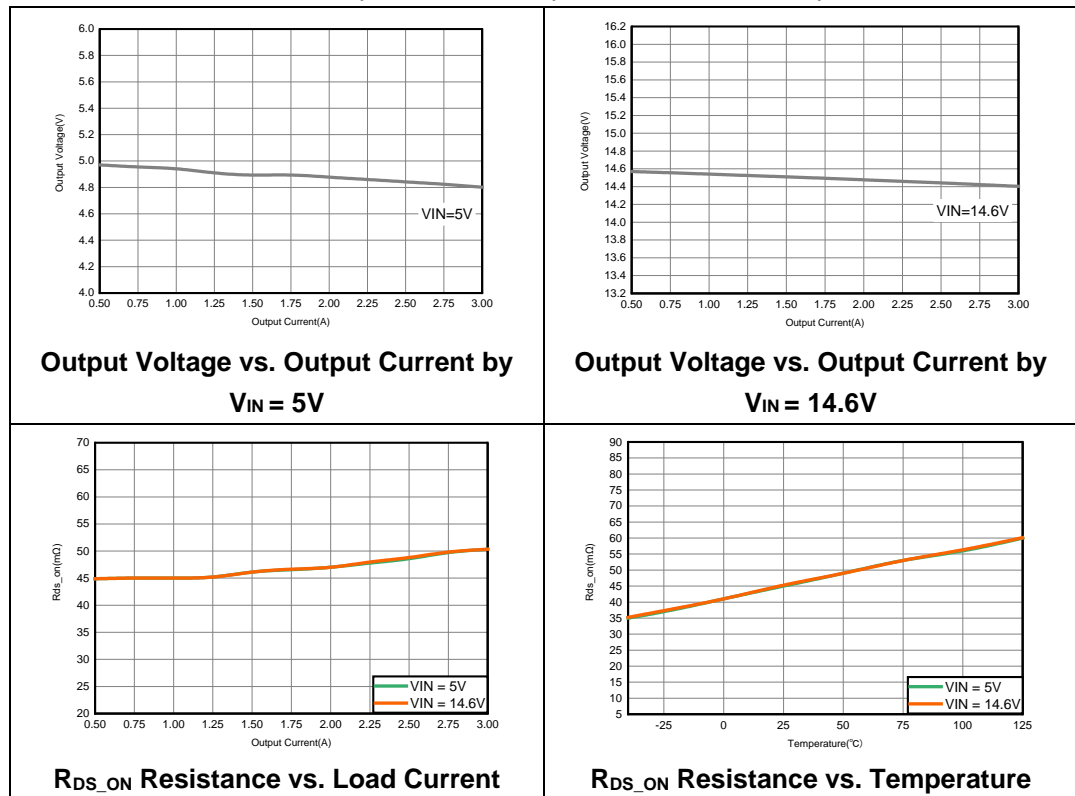 6.0
5.8
5.6
5.4
5.2
5.0
4.8
4.6
4.4
4.2
4.0
Output Voltage(V)
VIN=5V
0.50 0.75 1.00 1.25 1.50 1.75 2.00 2.25 2.50 2.75 3.00
Output Current(A)
Output Voltage vs. Output Current by
VIN = 5V
16.2
16.0
15.8
15.6
15.4
15.2
15.0
14.8
14.6
14.4
14.2
14.0
13.8
13.6
13.4
13.2
Output Voltage(V)
VIN=14.6V
0.50 0.75 1.00 1.25 1.50 1.75 2.00 2.25 2.50 2.75 3.00
Output Current(A)
Output Voltage vs. Output Current by
VIN = 14.6V
70
65
60
55
50
45
40
35
30
25
20
Rds_on(mΩ)
VIN = 5V
VIN = 14.6V
0.50 0.75 1.00 1.25 1.50 1.75 2.00 2.25 2.50 2.75 3.00
Output Current(A)
RDS_ON Resistance vs. Load Current
90
85
80
75
70
65
60
55
50
45
40
35
30
25
20
15
10
5
Rds_on(mΩ)
VIN = 5V
VIN = 14.6V
-25 0 25 50 75 100 125
Temperature(℃)
RDS_ON Resistance vs. Temperature